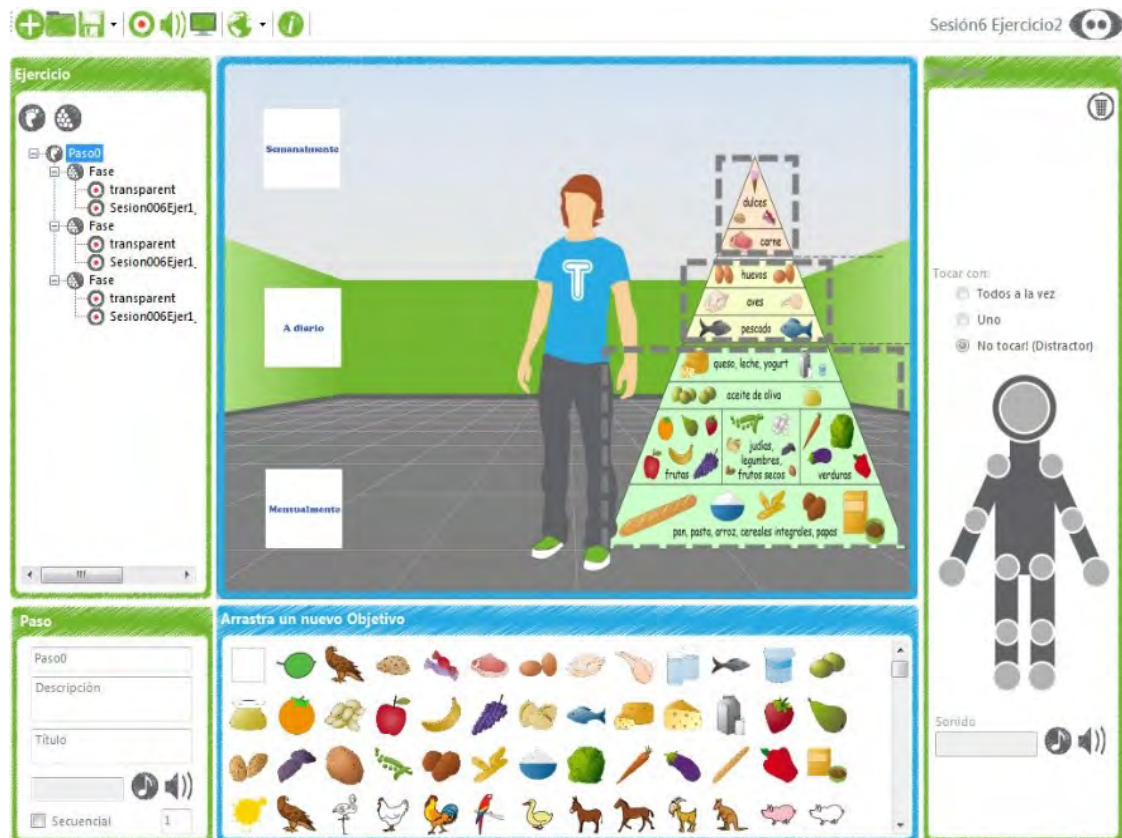 Sesión6 Ejercicio2
Ejercicio
Paso0
Fase
transparent
Sesion006Ejer1_
Fase
transparent
Sesion006Ejer1_
Fase
transparent
Sesion006Ejer1_
Semanalmente
A diario
Mensualmente
T
dulces
carne
huevos
aves
pescado
queso, leche, yogurt
aceite de oliva
frutas
judías,
legumbres,
frutos secos
verduras
pan, pasta, arroz, cereales integrales, papas
Tocar con:
Todos a la vez
Uno
No tocar! (Distractor)
Sonido
Paso
Paso0
Descripción
Título
Secuencial
1
Arrastra un nuevo Objetivo